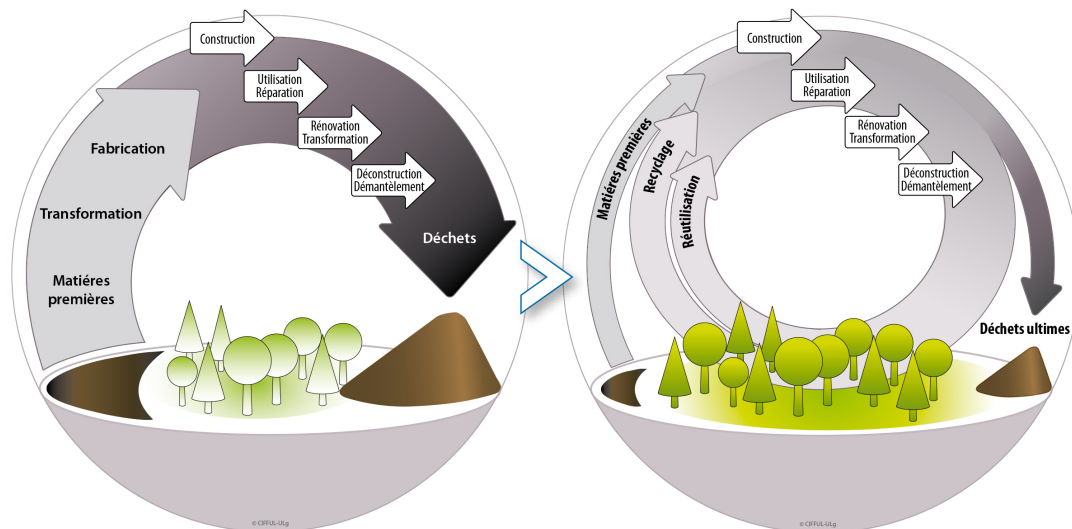 Construction
Utilisation
Réparation
Rénovation
Transformation
Déconstruction
Démantèlement
Fabrication
Transformation
Matiéres
premières
Déchets
© CIFFUL-ULg
Construction
Utilisation
Réparation
Rénovation
Transformation
Déconstruction
Démantèlement
Matiéres premières
Recyclage
Réutilisation
Déchets ultimes
© CIFFUL-ULg